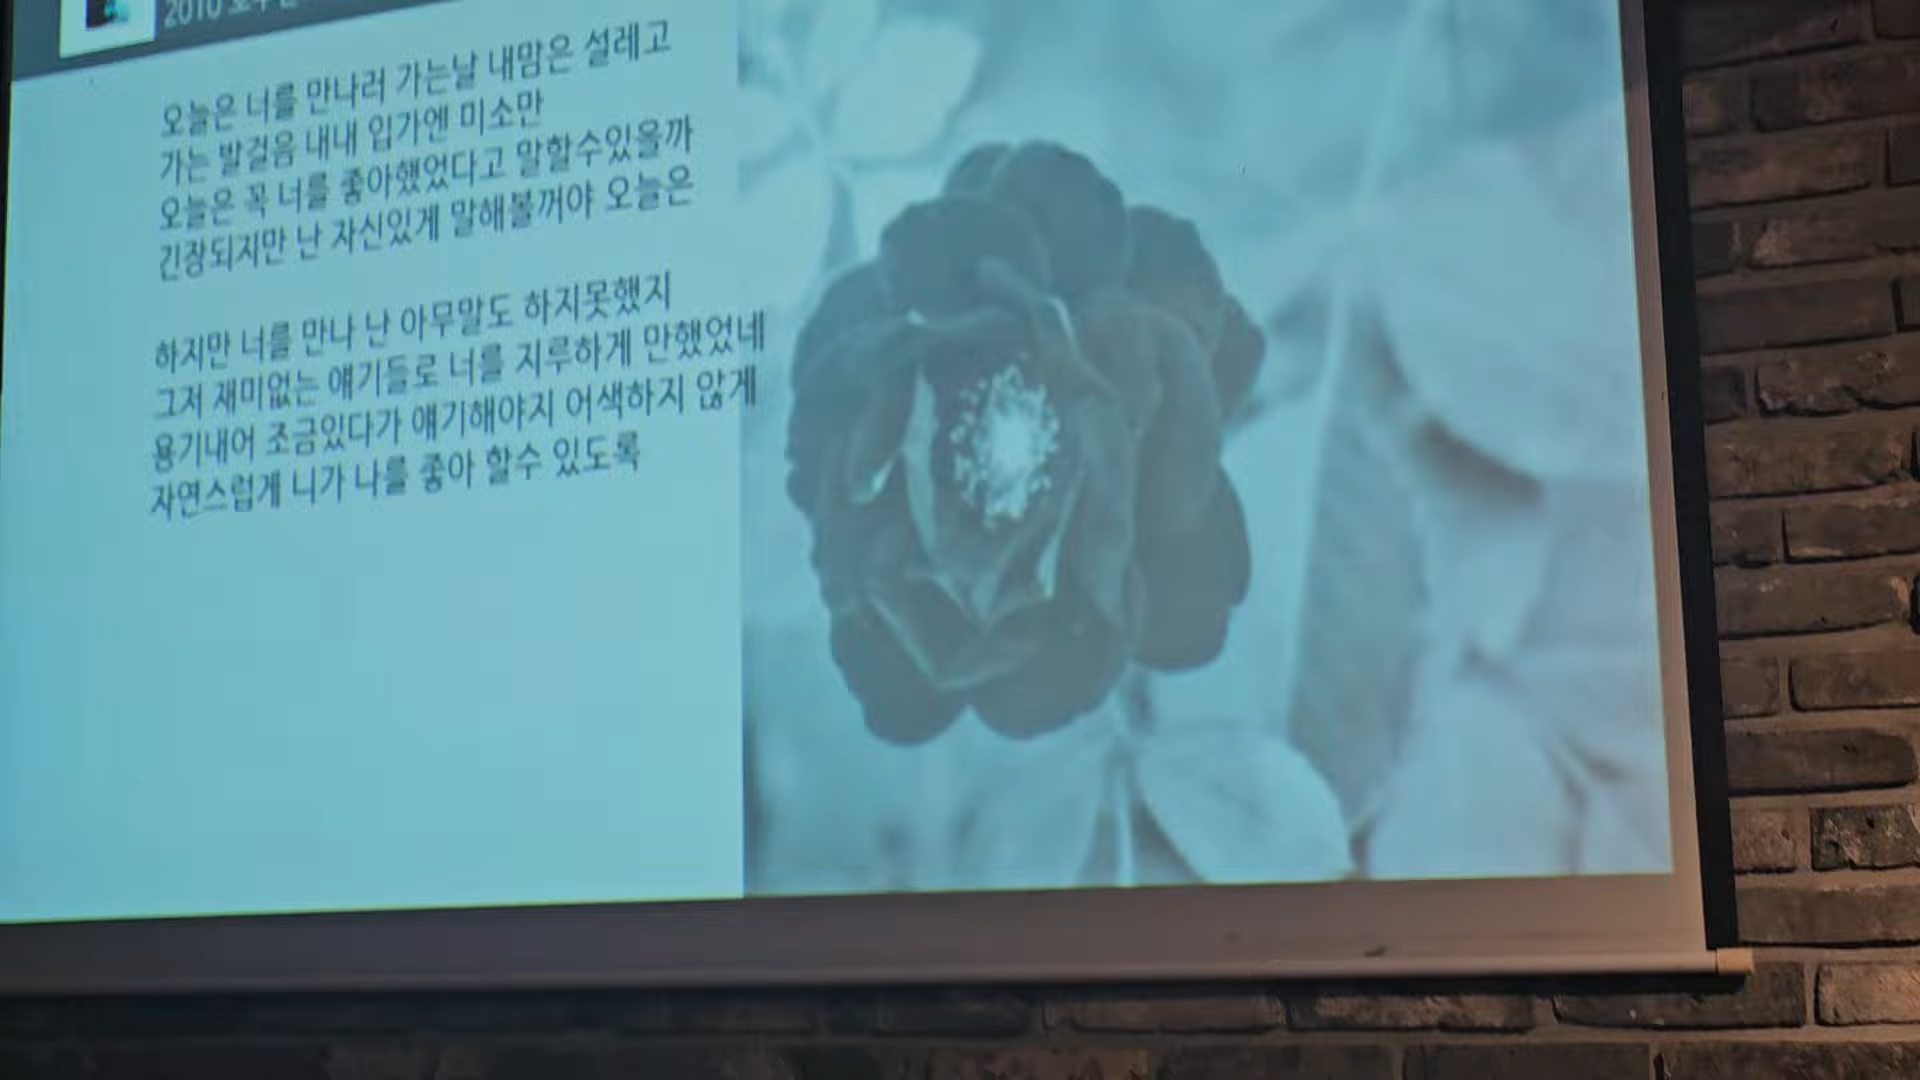 2010
오늘은 너를 만나러 가는날 내맘은 설레고
가는 발걸음 내내 입가엔 미소만
오늘은 꼭 너를 좋아했었다고 말할수있을까
긴장되지만 난 자신있게 말해볼꺼야 오늘은
하지만 너를 만나 난 아무말도 하지못했지
그저 재미없는 얘기들로 너를 지루하게 만했었네
용기내어 조금있다가 얘기해야지 어색하지 않게
자연스럽게 니가 나를 좋아 할수 있도록